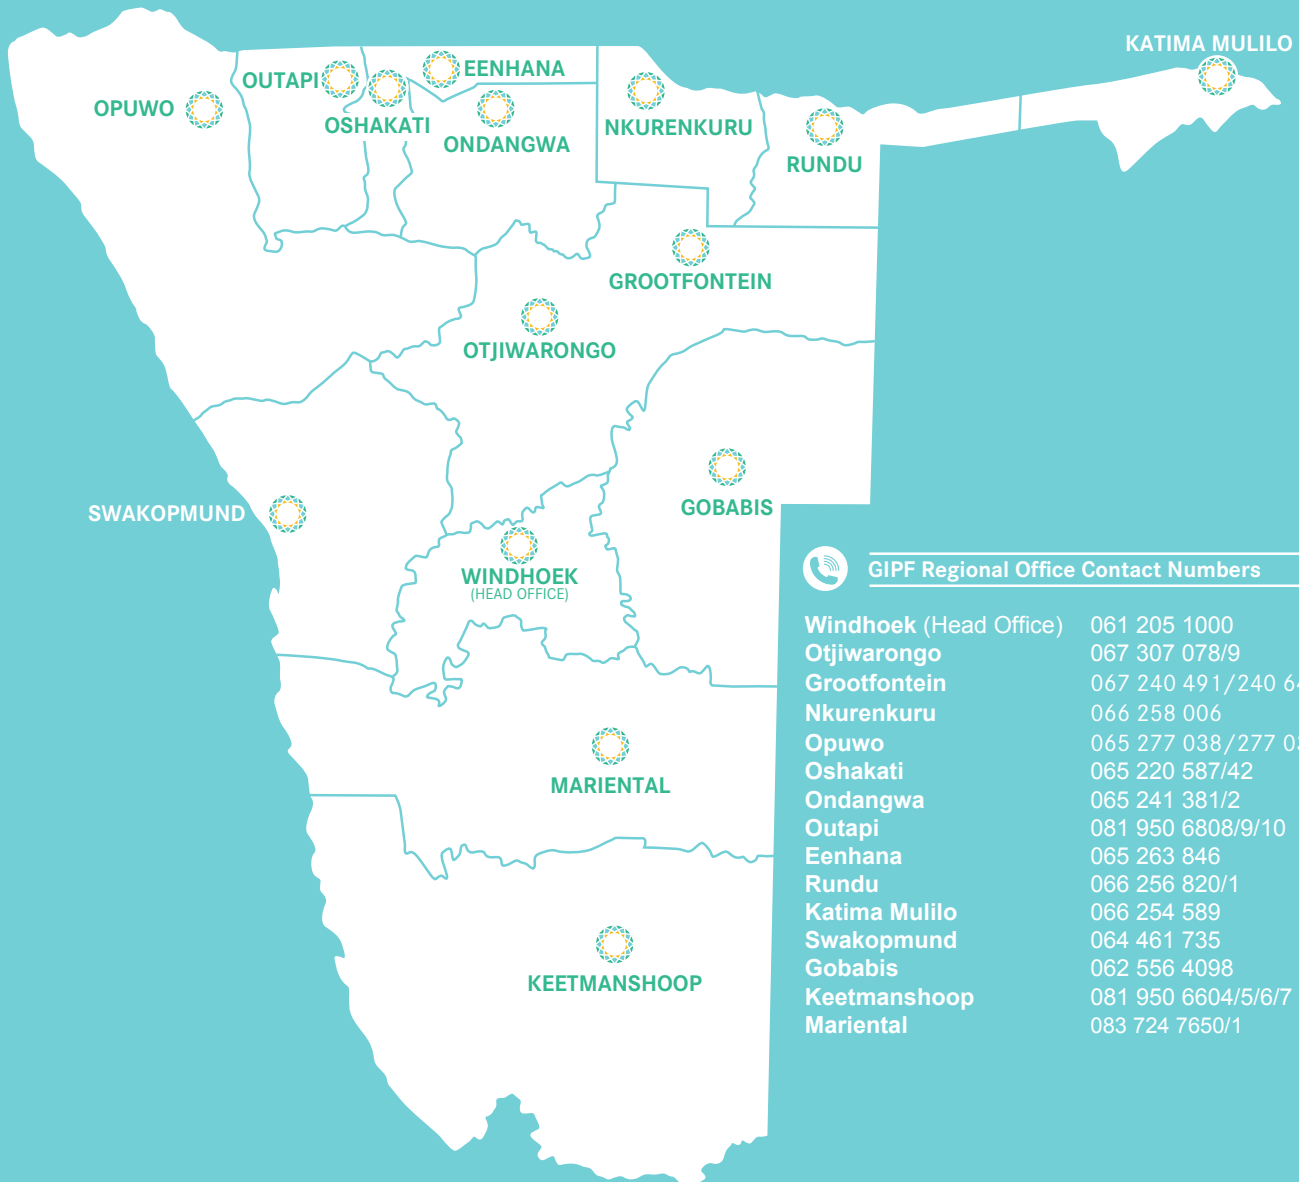 KATIMA MULILO
OUTAPI
EENHANA
OPUWO
OSHAKATI
ONDANGWA
NKURENKURU
RUNDU
GROOTFONTEIN
OTJIWARONGO
SWAKOPMUND
GOBABIS
WINDHOEK
(HEAD OFFICE)
MARIENTAL
KEETMANSHOOP
GIPF Regional Office Contact Numbers
Windhoek (Head Office) 061 205 1000
Otjiwarongo 067 307 078/9
Grootfontein 067 240 491/240
Nkurenkuru 066 258 006
Opuwo 065 277 038/277
Oshakati 065 220 587/42
Ondangwa 065 241 381/2
Outapi 081 950 6808/9/10
Eenhana 065 263 846
Rundu 066 256 820/1
Katima Mulilo 066 254 589
Swakopmund 064 461 735
Gobabis 062 556 4098
Keetmanshoop 081 950 6604/5/6/7
Mariental 083 724 7650/1